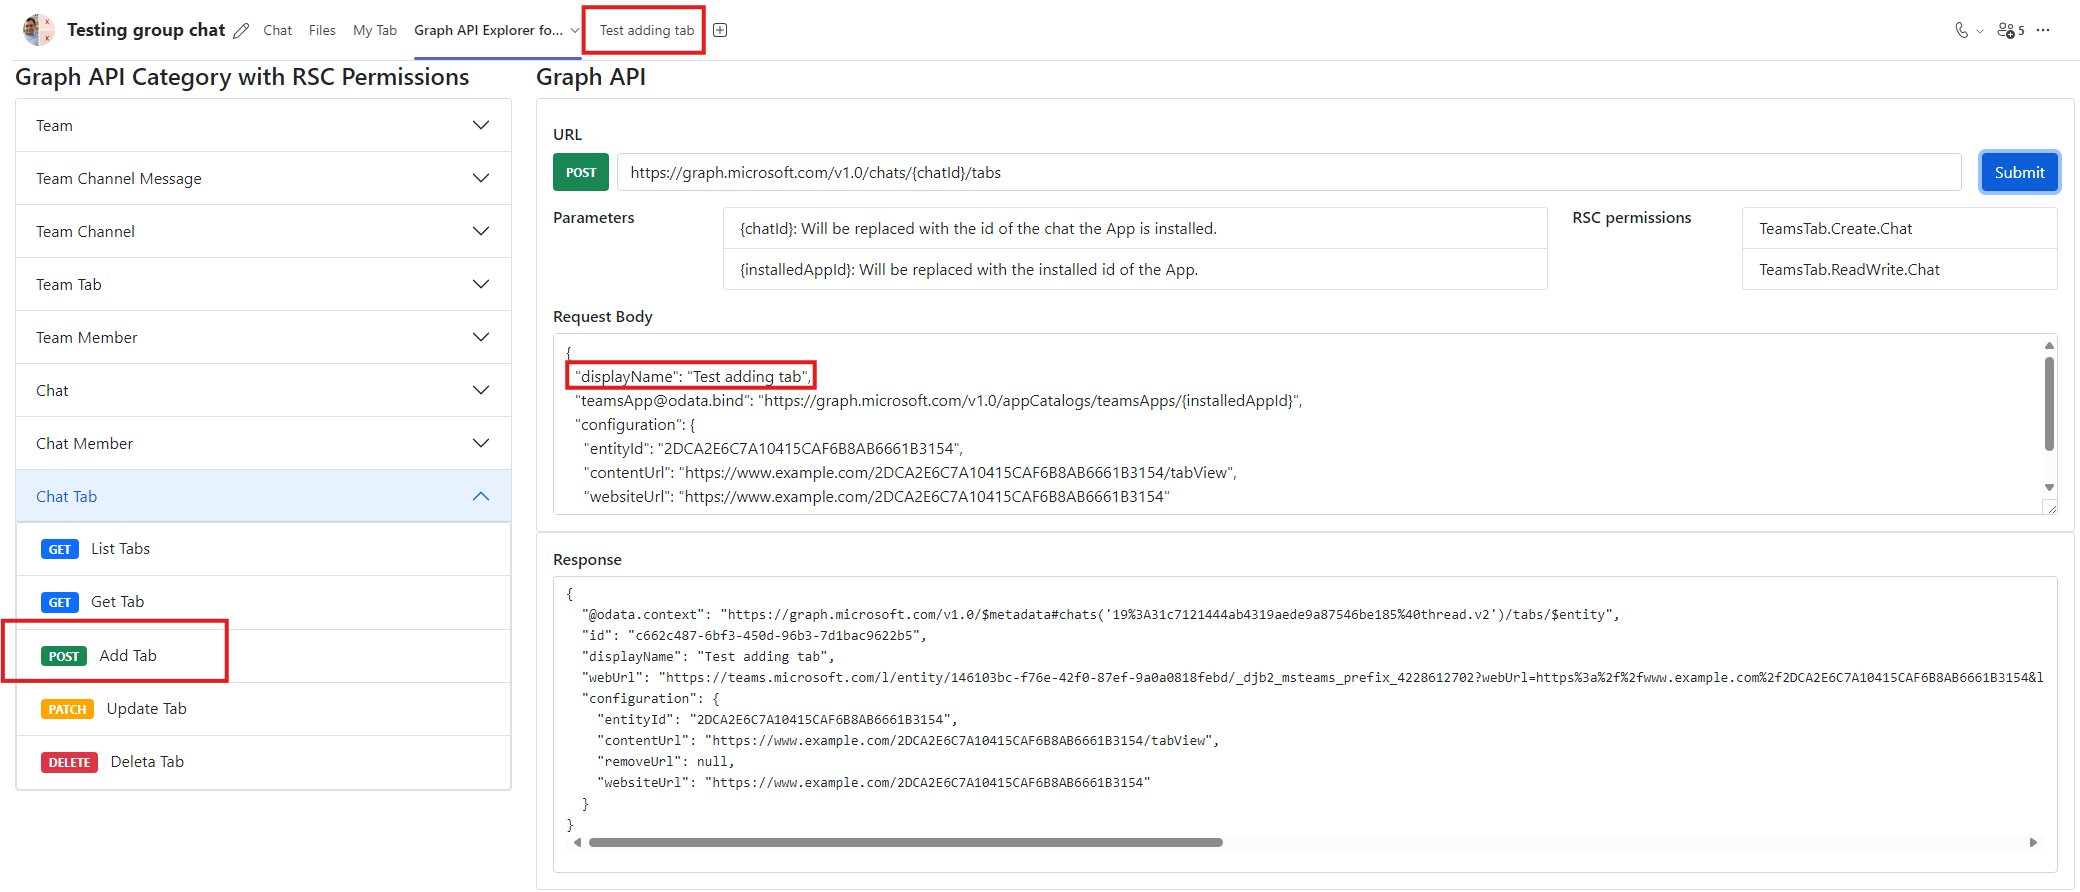 Testing group chat Chat Files My Tab Graph API Explorer fo... Test adding tab 5 ...
Graph API Category with RSC Permissions
Team
Team Channel Message
Team Channel
Team Tab
Team Member
Chat
Chat Member
Chat Tab
GET List Tabs
GET Get Tab
POST Add Tab
PATCH Update Tab
DELETE Deleta Tab
Graph API
URL
POST https://graph.microsoft.com/v1.0/chats/{chatId}/tabs Submit
Parameters
{chatId}: Will be replaced with the id of the chat the App is installed.
{installedAppId}: Will be replaced with the installed id of the App.
RSC permissions
TeamsTab.Create.Chat
TeamsTab.ReadWrite.Chat
Request Body
{
"displayName": "Test adding tab",
"teamsApp@odata.bind": "https://graph.microsoft.com/v1.0/appCatalogs/teamsApps/{installedAppId}",
"configuration": {
"entityId": "2DCA2E6C7A10415CAF6B8AB6661B3154",
"contentUrl": "https://www.example.com/2DCA2E6C7A10415CAF6B8AB6661B3154/tabView",
"websiteUrl": "https://www.example.com/2DCA2E6C7A10415CAF6B8AB6661B3154"
Response
{
"@odata.context": "https://graph.microsoft.com/v1.0/$metadata#chats('19%3A31c7121444ab4319aede9a87546be185%40thread.v2')/tabs/$entity",
"id": "c662c487-6bf3-450d-96b3-7d1bac9622b5",
"displayName": "Test adding tab",
"webUrl": "https://teams.microsoft.com/l/entity/146103bc-f76e-42f0-87ef-9a0a0818febd/_djb2_msteams_prefix_4228612702?webUrl=https%3a%2f%2fwww.example.com%2f2DCA2E6C7A10415CAF6B8AB6661B3154&l
"configuration": {
"entityId": "2DCA2E6C7A10415CAF6B8AB6661B3154",
"contentUrl": "https://www.example.com/2DCA2E6C7A10415CAF6B8AB6661B3154/tabView",
"removeUrl": null,
"websiteUrl": "https://www.example.com/2DCA2E6C7A10415CAF6B8AB6661B3154"
}
}